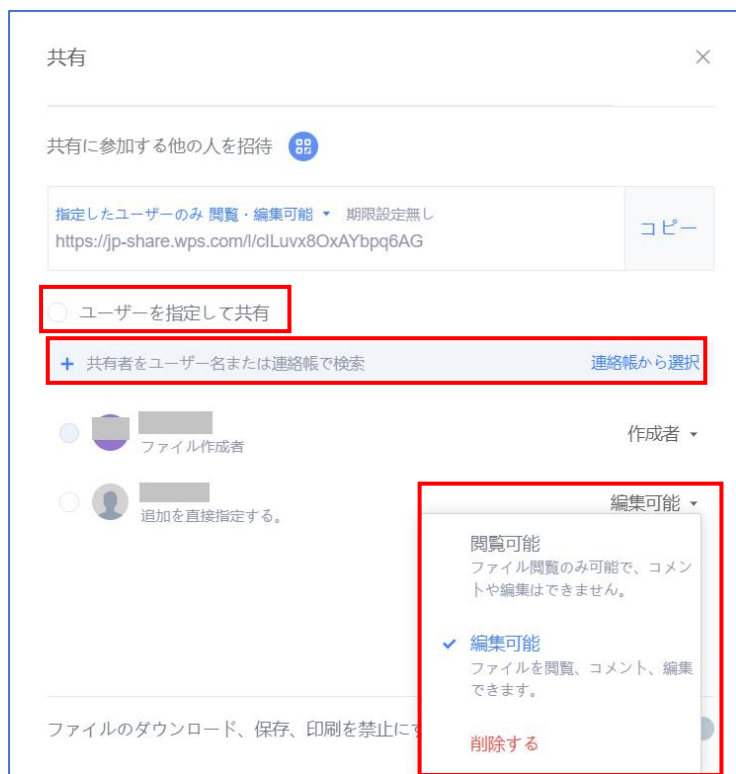 共有
共有に参加する他の人を招待
指定したユーザーのみ 閲覧・編集可能 期限設定無し
https://jp-share.wps.com/l/cILuvx8OxAYbpq6AG
コピー
ユーザーを指定して共有
+ 共有者をユーザー名または連絡帳で検索 連絡帳から選択
ファイル作成者
作成者
追加を直接指定する。
編集可能
閲覧可能
ファイル閲覧のみ可能で、コメン
トや編集はできません。
編集可能
ファイルを閲覧、コメント、編集
できます。
削除する
ファイルのダウンロード、保存、印刷を禁止に